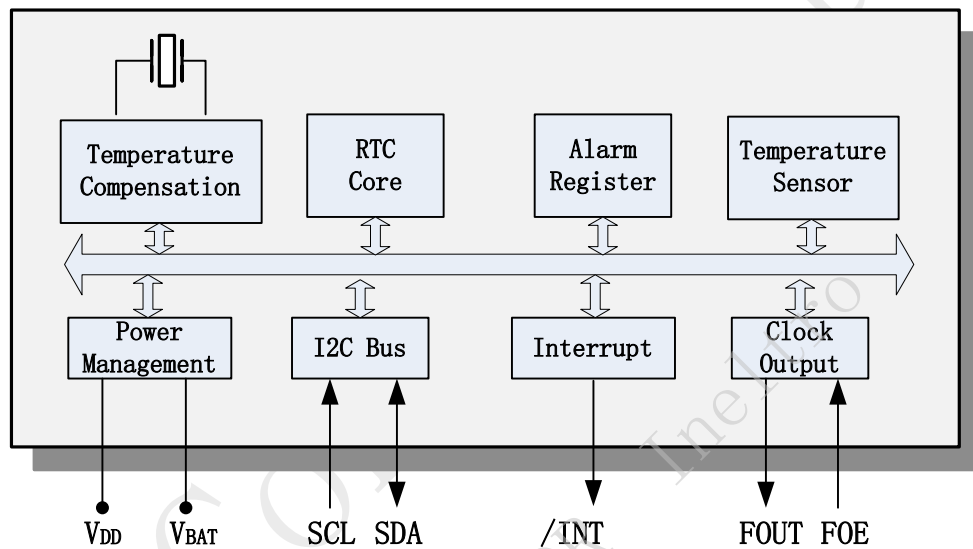 Temperature
Compensation
RTC
Core
Alarm
Register
Temperature
Sensor
Power
Management
I2C Bus
Interrupt
Clock
Output
VDD
VBAT
SCL SDA
/INT
FOUT FOE
Ineltro